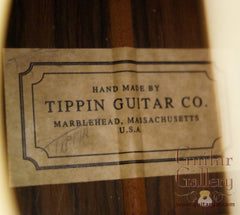 HAND MADE BY
TIPPIN GUITAR CO.
MARBLEHEAD, MASSACHUSETTS
U.S.A.
Guitar
Gallery